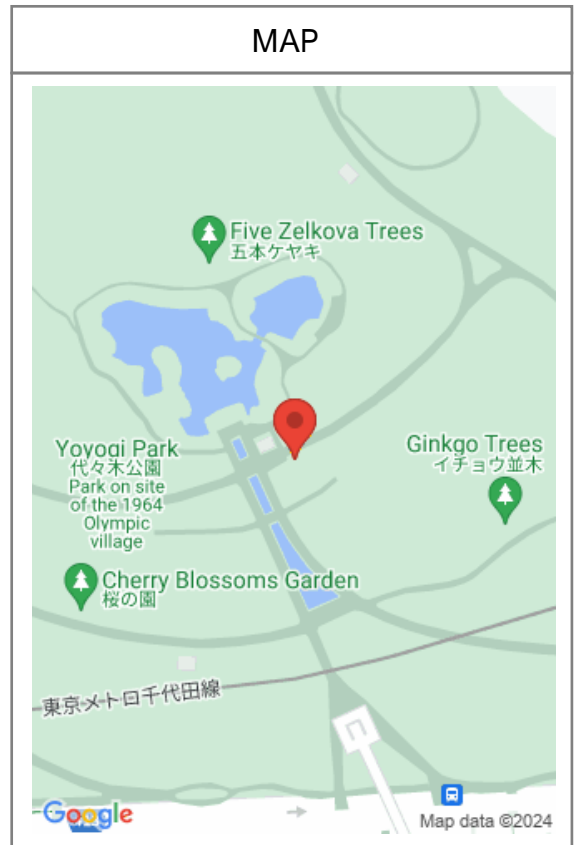 MAP
Five Zelkova Trees
五本ケヤキ
Yoyogi Park
代々木公園
Park on site
of the 1964
Olympic
village
Ginkgo Trees
イチョウ並木
Cherry Blossoms Garden
桜の園
東京メトロ千代田線
Google
Map data ©2024